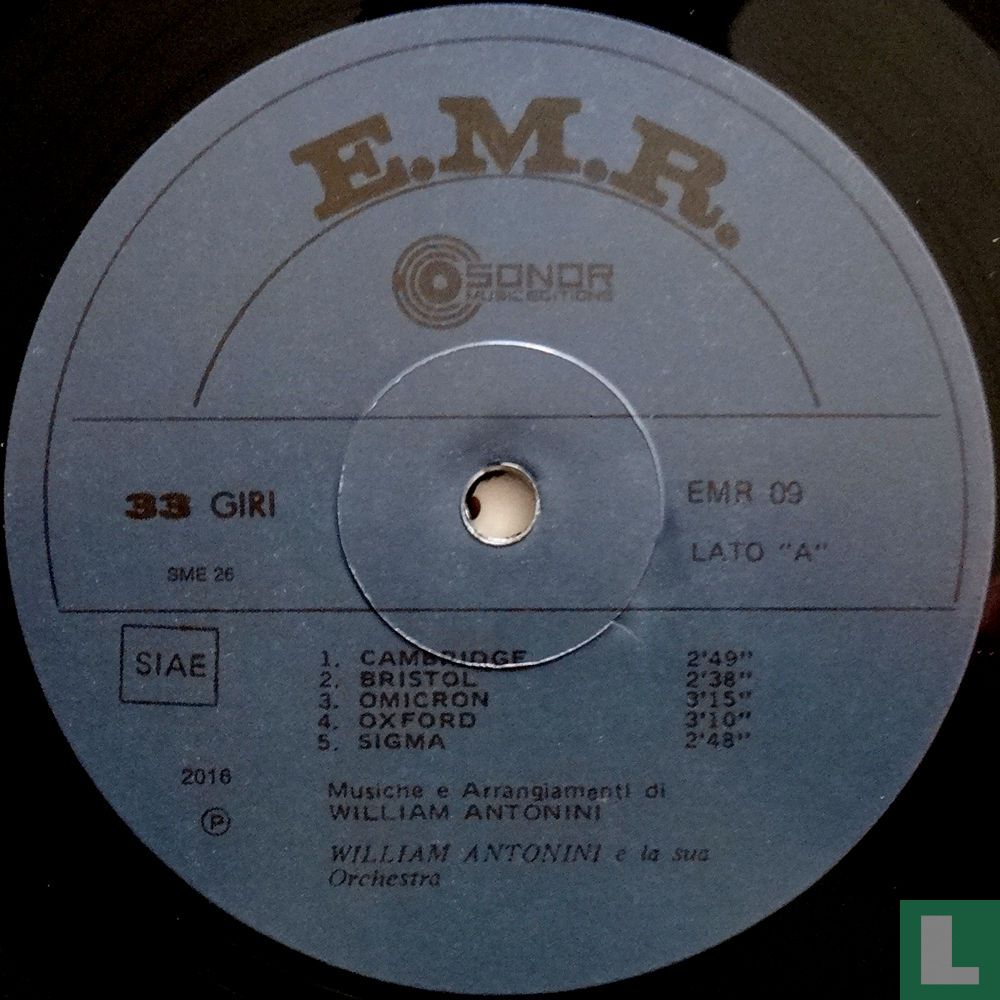 E.M.R.
SONOR
MUSIC EDITIONS
33 GIRI
EMR 09
SME 26
LATO "A"
SIAE
1. CAMBRIDGE 2'49"
2. BRISTOL 2'38"
3. OMICRON 3'15"
4. OXFORD 3'10"
5. SIGMA 2'48"
2016
Ⓟ
Musiche e Arrangiamenti di
WILLIAM ANTONINI
WILLIAM ANTONINI e la sua
Orchestra
L